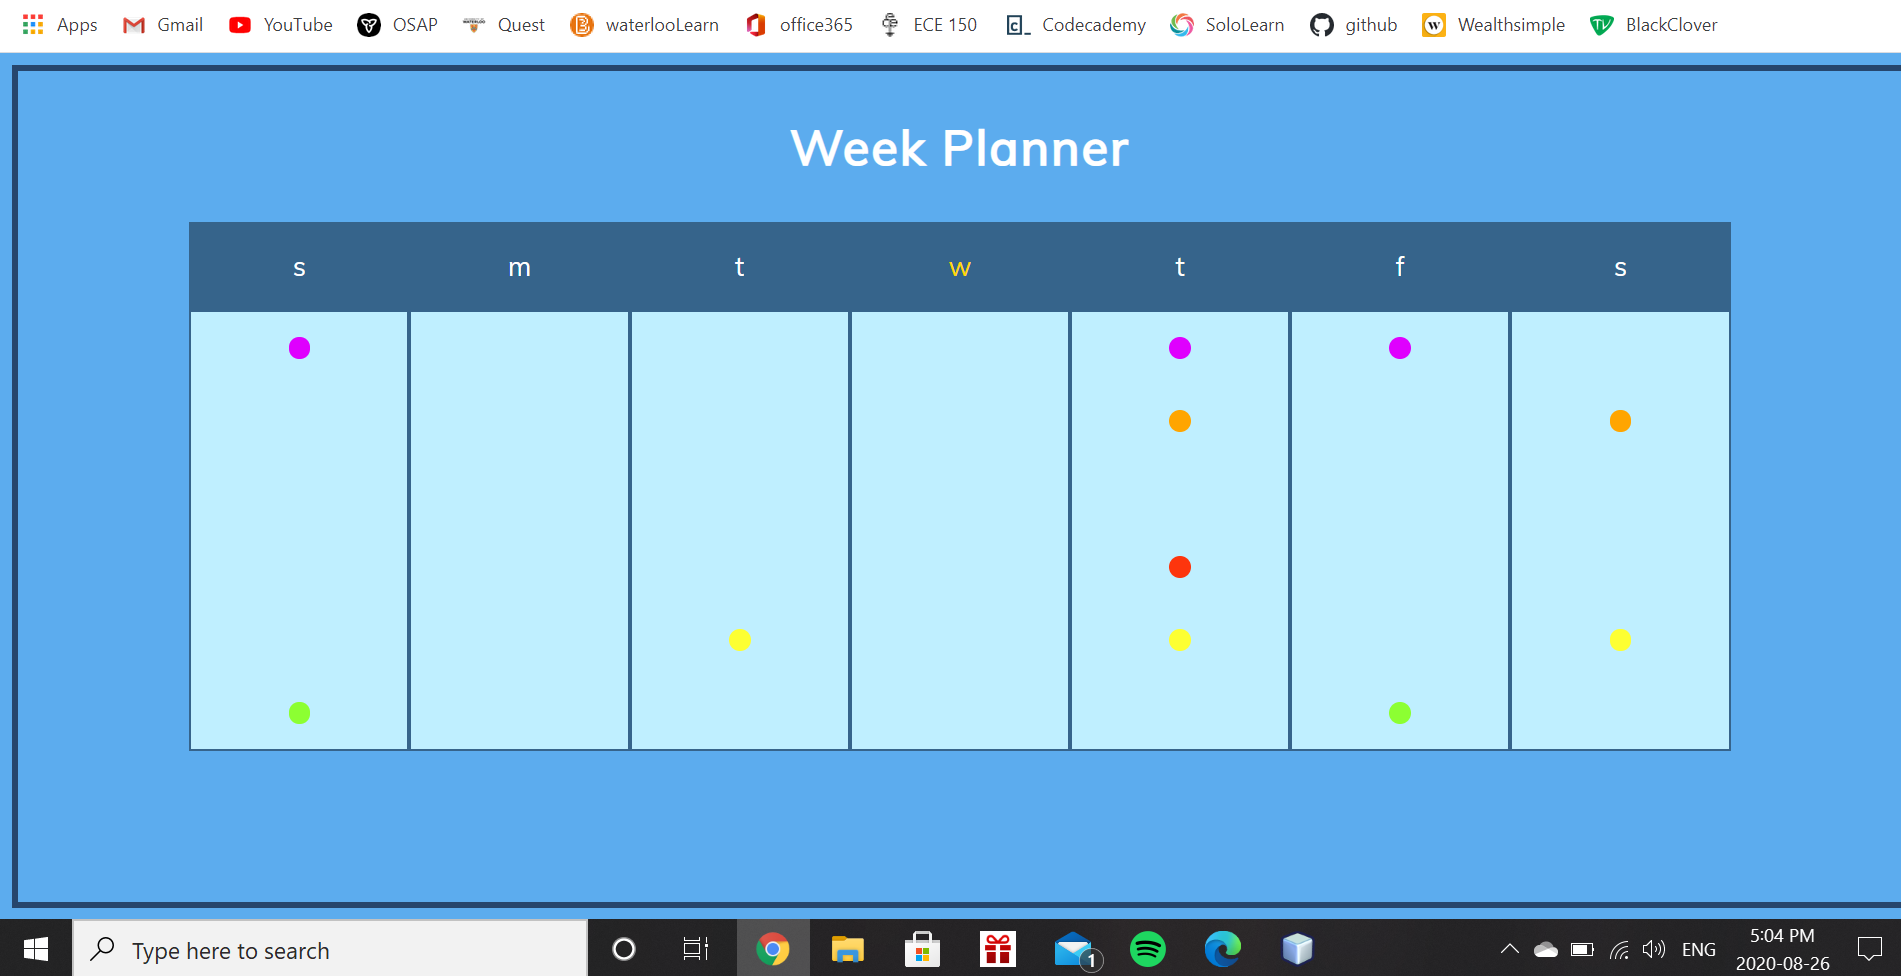 Apps Gmail YouTube OSAP Quest waterlooLearn office365 ECE 150 Codecademy SoloLearn github Wealthsimple BlackClover
Week Planner
s m t w t f s
Type here to search
1
ENG
5:04 PM
2020-08-26